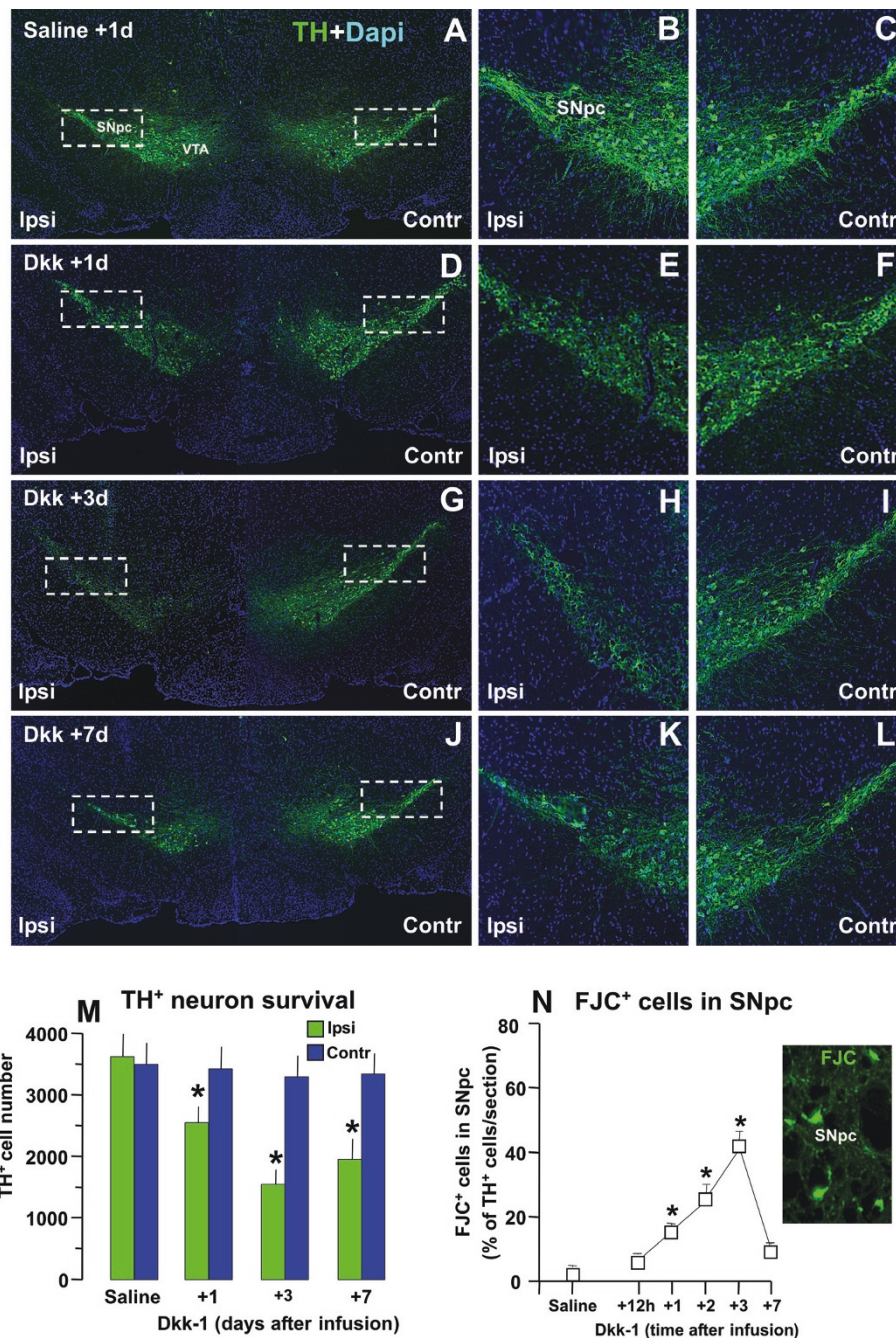 Saline +1d
TH+Dapi
A
SNpc
VTA
Ipsi
Contr
B
SNpc
Ipsi
C
Contr
Dkk +1d
D
Ipsi
Contr
E
Ipsi
F
Contr
Dkk +3d
G
Ipsi
Contr
H
Ipsi
I
Contr
Dkk +7d
J
Ipsi
Contr
K
Ipsi
L
Contr
M
TH⁺ neuron survival
Ipsi
Contr
TH⁺ cell number
4000
3000
2000
1000
0
*
*
*
Saline
+1
+3
+7
Dkk-1 (days after infusion)
N
FJC⁺ cells in SNpc
FJC⁺ cells in SNpc
(% of TH⁺ cells/section)
80
60
40
20
0
*
*
*
Saline
+12h
+1
+2
+3
+7
Dkk-1 (time after infusion)
FJC
SNpc